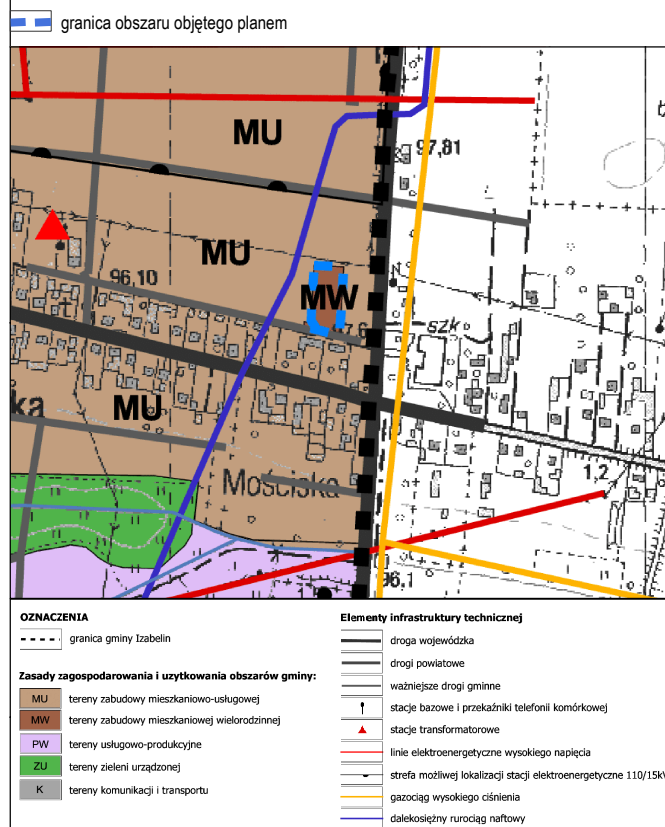 granica obszaru objętego planem
MU
97,81
MU
96,10
MW
szk
ka
MU
Mościska
1,2
96,1
OZNACZENIA
granica gminy Izabelin
Zasady zagospodarowania i uzytkowania obszarów gminy:
MU tereny zabudowy mieszkaniowo-usługowej
MW tereny zabudowy mieszkaniowej wielorodzinnej
PW tereny usługowo-produkcyjne
ZU tereny zieleni urządzonej
K tereny komunikacji i transportu
Elementy infrastruktury technicznej
droga wojewódzka
drogi powiatowe
ważniejsze drogi gminne
stacje bazowe i przekaźniki telefonii komórkowej
stacje transformatorowe
linie elektroenergetyczne wysokiego napięcia
strefa możliwej lokalizacji stacji elektroenergetyczne 110/15kV
gazociąg wysokiego ciśnienia
dalekosiężny rurociąg naftowy